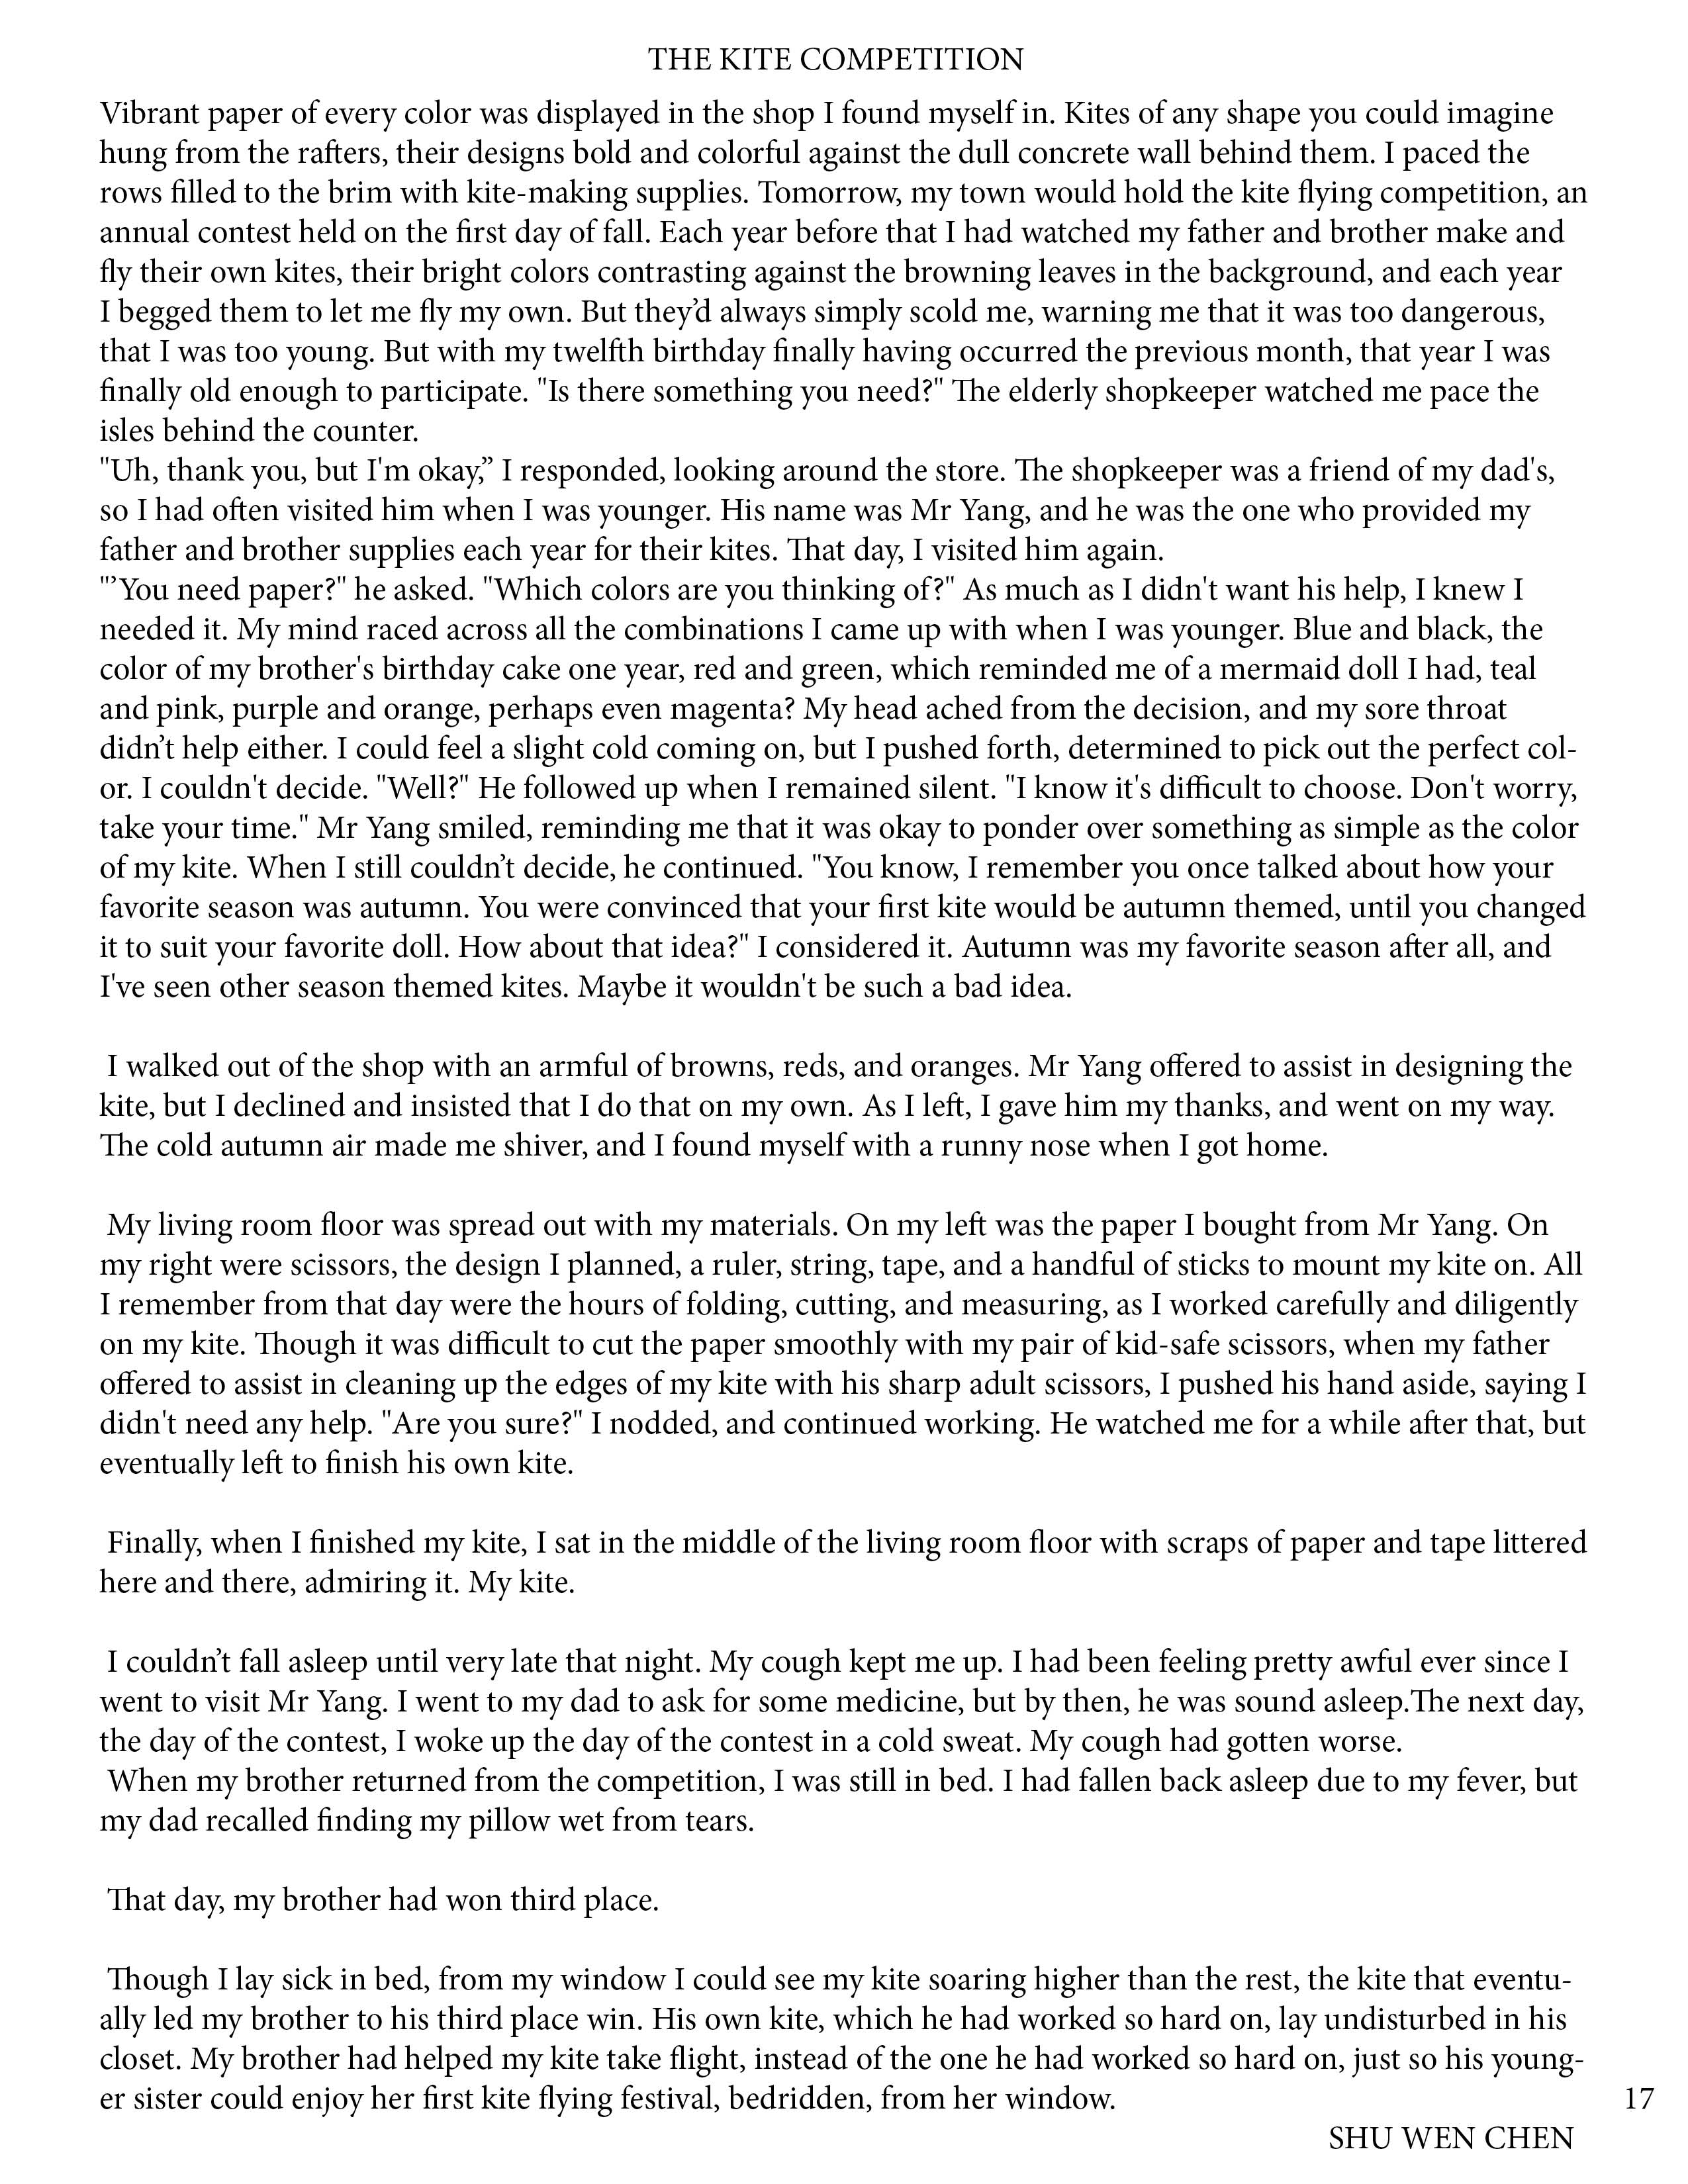 THE KITE COMPETITION
Vibrant paper of every color was displayed in the shop I found myself in. Kites of any shape you could imagine
hung from the rafters, their designs bold and colorful against the dull concrete wall behind them. I paced the
rows filled to the brim with kite-making supplies. Tomorrow, my town would hold the kite flying competition, an
annual contest held on the first day of fall. Each year before that I had watched my father and brother make and
fly their own kites, their bright colors contrasting against the browning leaves in the background, and each year
I begged them to let me fly my own. But they’d always simply scold me, warning me that it was too dangerous,
that I was too young. But with my twelfth birthday finally having occurred the previous month, that year I was
finally old enough to participate. "Is there something you need?" The elderly shopkeeper watched me pace the
isles behind the counter.
"Uh, thank you, but I'm okay,” I responded, looking around the store. The shopkeeper was a friend of my dad's,
so I had often visited him when I was younger. His name was Mr Yang, and he was the one who provided my
father and brother supplies each year for their kites. That day, I visited him again.
"’You need paper?" he asked. "Which colors are you thinking of?" As much as I didn't want his help, I knew I
needed it. My mind raced across all the combinations I came up with when I was younger. Blue and black, the
color of my brother's birthday cake one year, red and green, which reminded me of a mermaid doll I had, teal
and pink, purple and orange, perhaps even magenta? My head ached from the decision, and my sore throat
didn’t help either. I could feel a slight cold coming on, but I pushed forth, determined to pick out the perfect col-
or. I couldn't decide. "Well?" He followed up when I remained silent. "I know it's difficult to choose. Don't worry,
take your time." Mr Yang smiled, reminding me that it was okay to ponder over something as simple as the color
of my kite. When I still couldn’t decide, he continued. "You know, I remember you once talked about how your
favorite season was autumn. You were convinced that your first kite would be autumn themed, until you changed
it to suit your favorite doll. How about that idea?" I considered it. Autumn was my favorite season after all, and
I've seen other season themed kites. Maybe it wouldn't be such a bad idea.
I walked out of the shop with an armful of browns, reds, and oranges. Mr Yang offered to assist in designing the
kite, but I declined and insisted that I do that on my own. As I left, I gave him my thanks, and went on my way.
The cold autumn air made me shiver, and I found myself with a runny nose when I got home.
My living room floor was spread out with my materials. On my left was the paper I bought from Mr Yang. On
my right were scissors, the design I planned, a ruler, string, tape, and a handful of sticks to mount my kite on. All
I remember from that day were the hours of folding, cutting, and measuring, as I worked carefully and diligently
on my kite. Though it was difficult to cut the paper smoothly with my pair of kid-safe scissors, when my father
offered to assist in cleaning up the edges of my kite with his sharp adult scissors, I pushed his hand aside, saying I
didn't need any help. "Are you sure?" I nodded, and continued working. He watched me for a while after that, but
eventually left to finish his own kite.
Finally, when I finished my kite, I sat in the middle of the living room floor with scraps of paper and tape littered
here and there, admiring it. My kite.
I couldn’t fall asleep until very late that night. My cough kept me up. I had been feeling pretty awful ever since I
went to visit Mr Yang. I went to my dad to ask for some medicine, but by then, he was sound asleep.The next day,
the day of the contest, I woke up the day of the contest in a cold sweat. My cough had gotten worse.
When my brother returned from the competition, I was still in bed. I had fallen back asleep due to my fever, but
my dad recalled finding my pillow wet from tears.
That day, my brother had won third place.
Though I lay sick in bed, from my window I could see my kite soaring higher than the rest, the kite that eventu-
ally led my brother to his third place win. His own kite, which he had worked so hard on, lay undisturbed in his
closet. My brother had helped my kite take flight, instead of the one he had worked so hard on, just so his young-
er sister could enjoy her first kite flying festival, bedridden, from her window.
17
SHU WEN CHEN